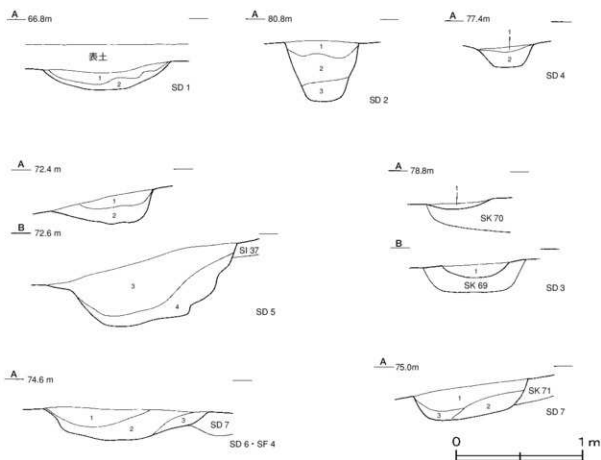 A 66.8m
表土
1
2
SD 1
A 80.8m
1
2
3
SD 2
A 77.4m
1
2
SD 4
A 72.4 m
1
2
B 72.6 m
SI 37
3
4
SD 5
A 78.8m
1
SK 70
B
1
SK 69
SD 3
A 74.6 m
1
2
3
SD 7
SD 6・SF 4
A 75.0m
1
2
3
SK 71
SD 7
0 1 m